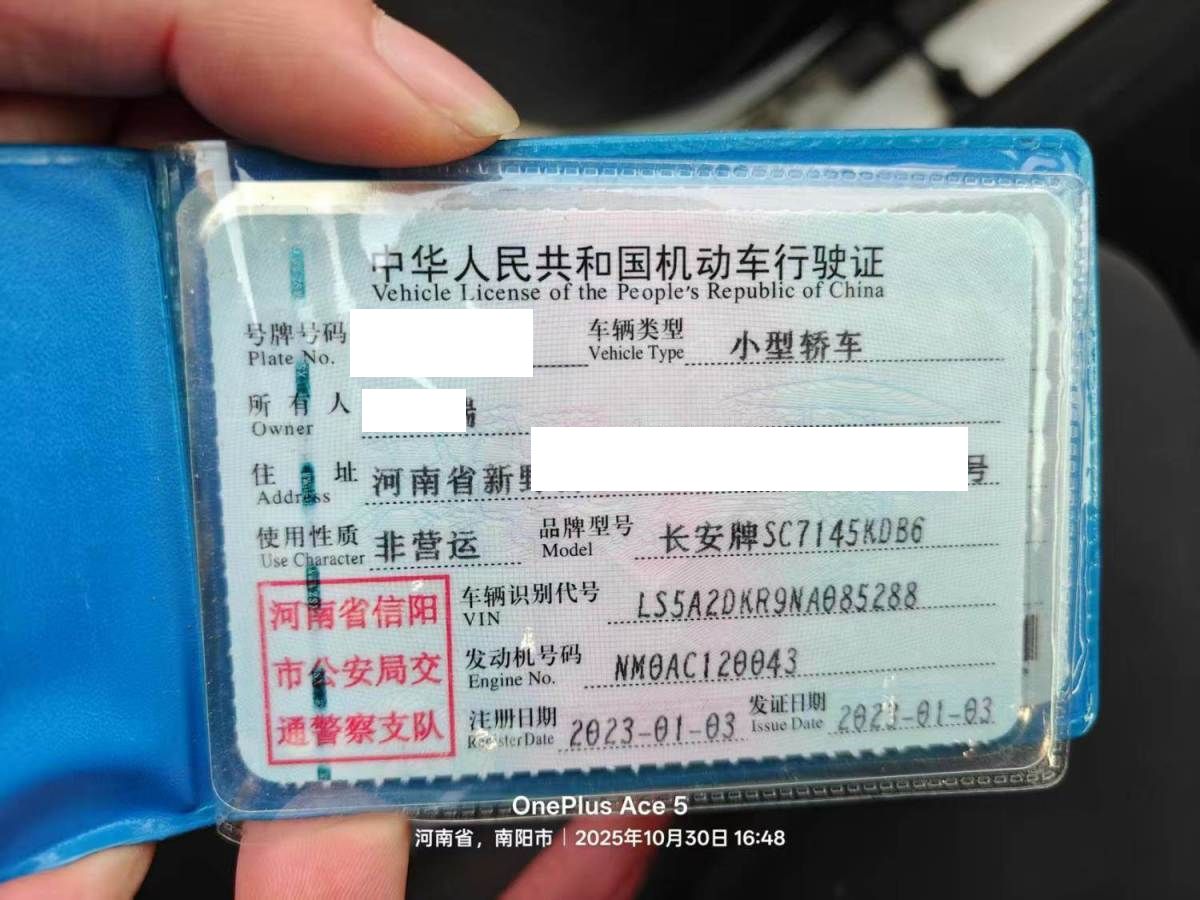 中华人民共和国机动车行驶证
Vehicle License of the People's Republic of China
号牌号码
Plate No.
车辆类型 小型轿车
Vehicle Type
所有人
Owner
住址 河南省新 号
Address
使用性质 非营运
Use Character
品牌型号 长安牌SC7145KDB6
Model
车辆识别代号 LS5A2DKR9NA085288
VIN
发动机号码 NM0AC120043
Engine No.
注册日期 2023-01-03
Register Date
发证日期 2023-01-03
Issue Date
河南省信阳
市公安局交
通警察支队
OnePlus Ace 5
河南省，南阳市｜2025年10月30日 16:48